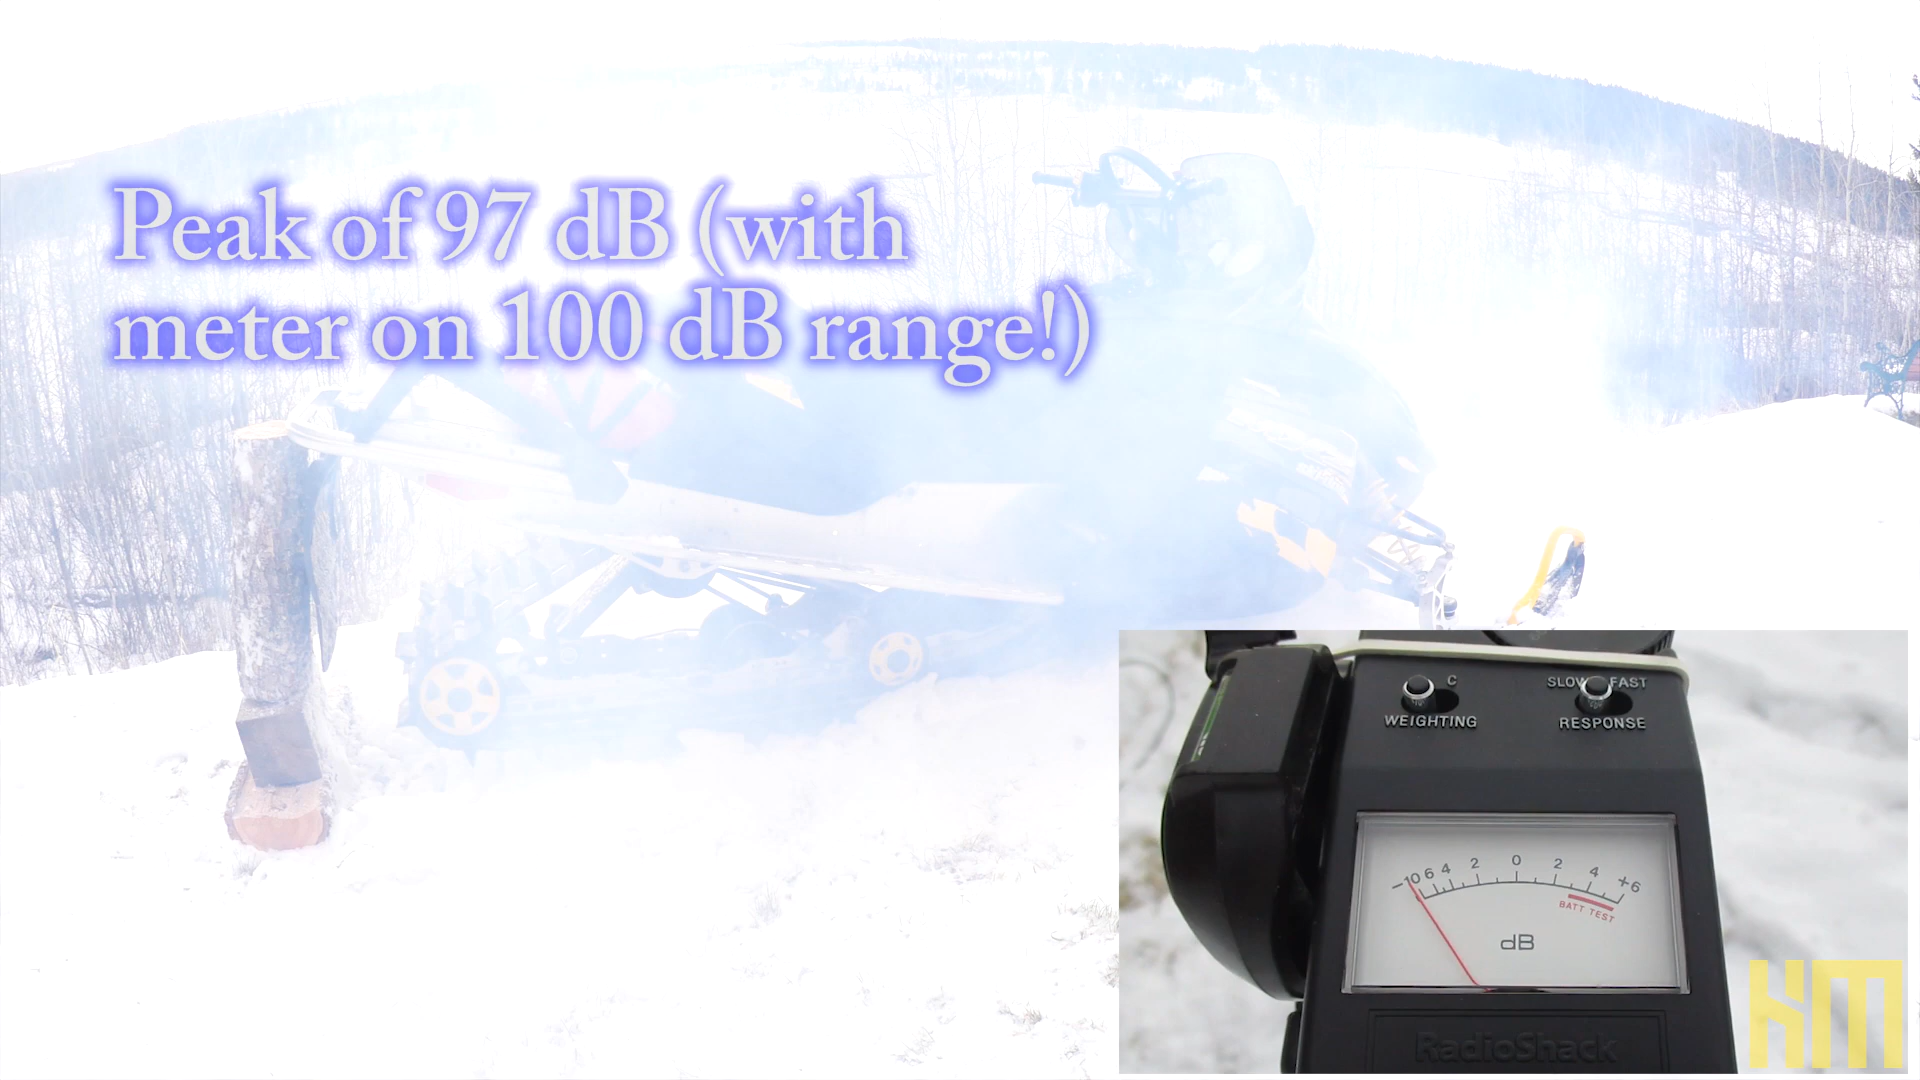 Peak of 97 dB (with
meter on 100 dB range!)
C
SLOW FAST
WEIGHTING
RESPONSE
-10 6 4 2 0 2 4 +6
BATT TEST
dB
RadioShack
KM